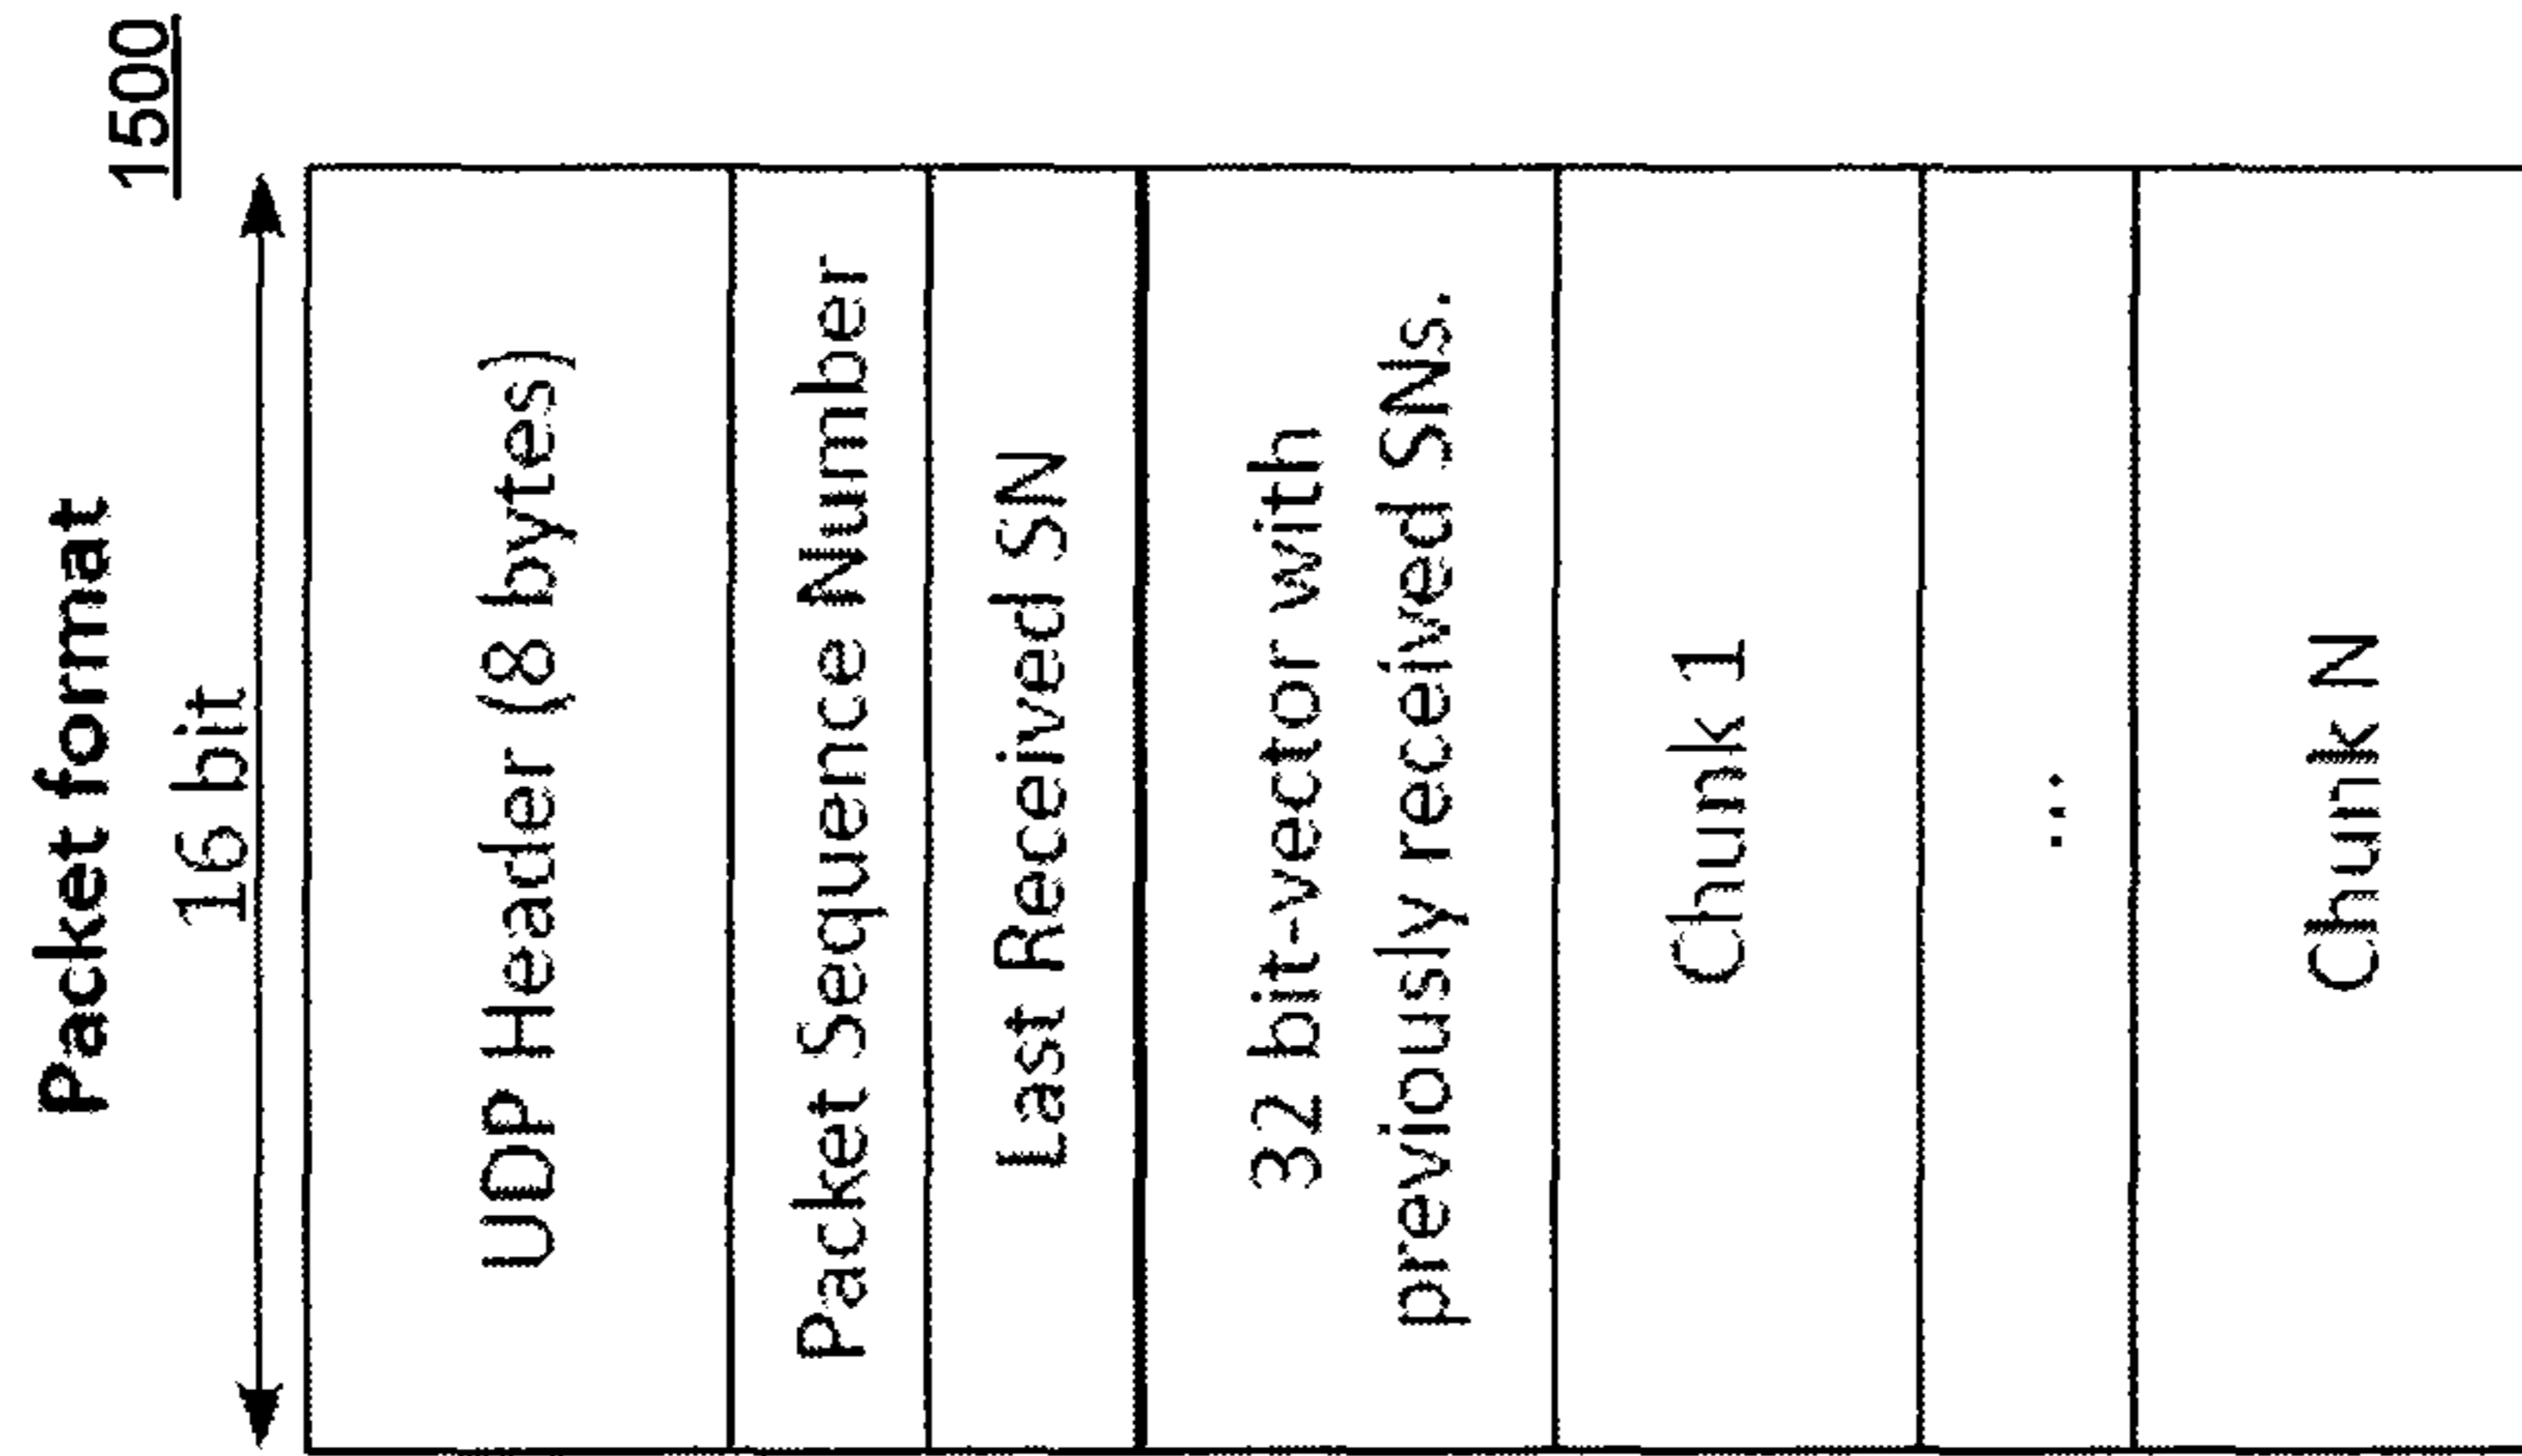 1500
Packet format
16 bit
UDP Header (8 bytes)
Packet Sequence Number
Last Received SN
32 bit-vector with
previously received SNs.
Chunk 1
...
Chunk N